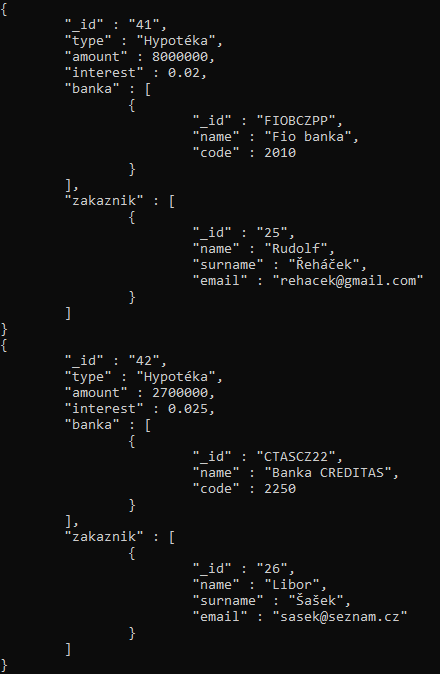 {
"_id" : "41",
"type" : "Hypotéka",
"amount" : 8000000,
"interest" : 0.02,
"banka" : [
{
"_id" : "FIOBCZPP",
"name" : "Fio banka",
"code" : 2010
}
],
"zakaznik" : [
{
"_id" : "25",
"name" : "Rudolf",
"surname" : "Řeháček",
"email" : "rehacek@gmail.com"
}
]
}
{
"_id" : "42",
"type" : "Hypotéka",
"amount" : 2700000,
"interest" : 0.025,
"banka" : [
{
"_id" : "CTASCZ22",
"name" : "Banka CREDITAS",
"code" : 2250
}
],
"zakaznik" : [
{
"_id" : "26",
"name" : "Libor",
"surname" : "Šašek",
"email" : "sasek@seznam.cz"
}
]
}